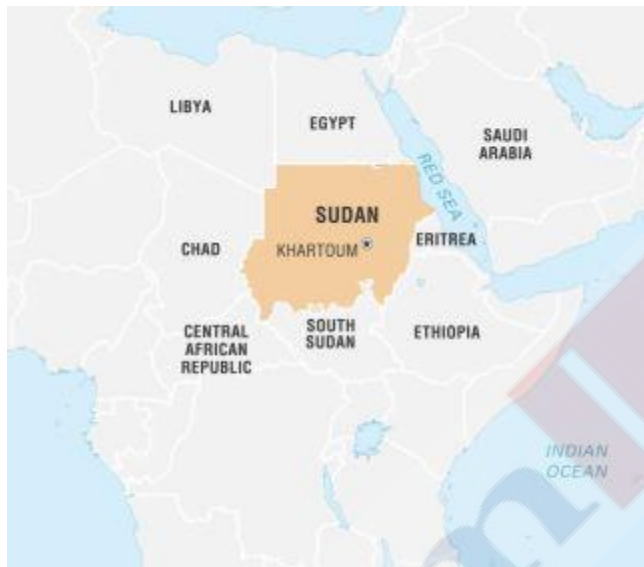 LIBYA
EGYPT
SAUDI
ARABIA
RED SEA
SUDAN
KHARTOUM
ERITREA
CHAD
CENTRAL
AFRICAN
REPUBLIC
SOUTH
SUDAN
ETHIOPIA
INDIAN
OCEAN